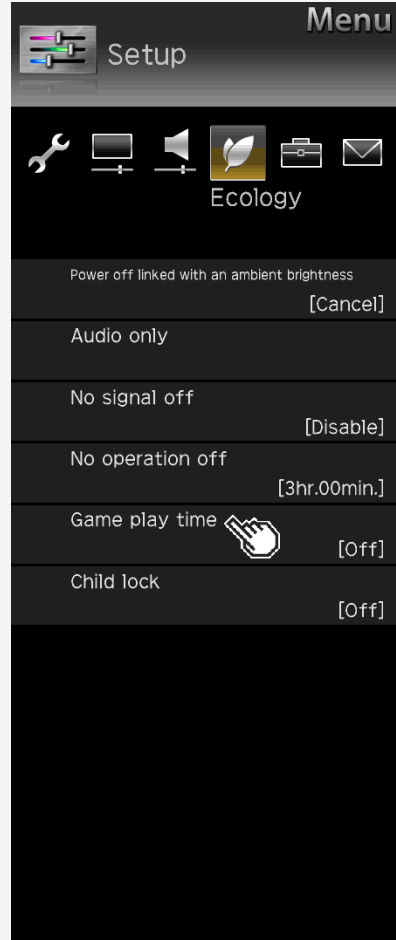 Menu
Setup
Ecology
Power off linked with an ambient brightness
[Cancel]
Audio only
No signal off
[Disable]
No operation off
[3hr.00min.]
Game play time
[Off]
Child lock
[Off]